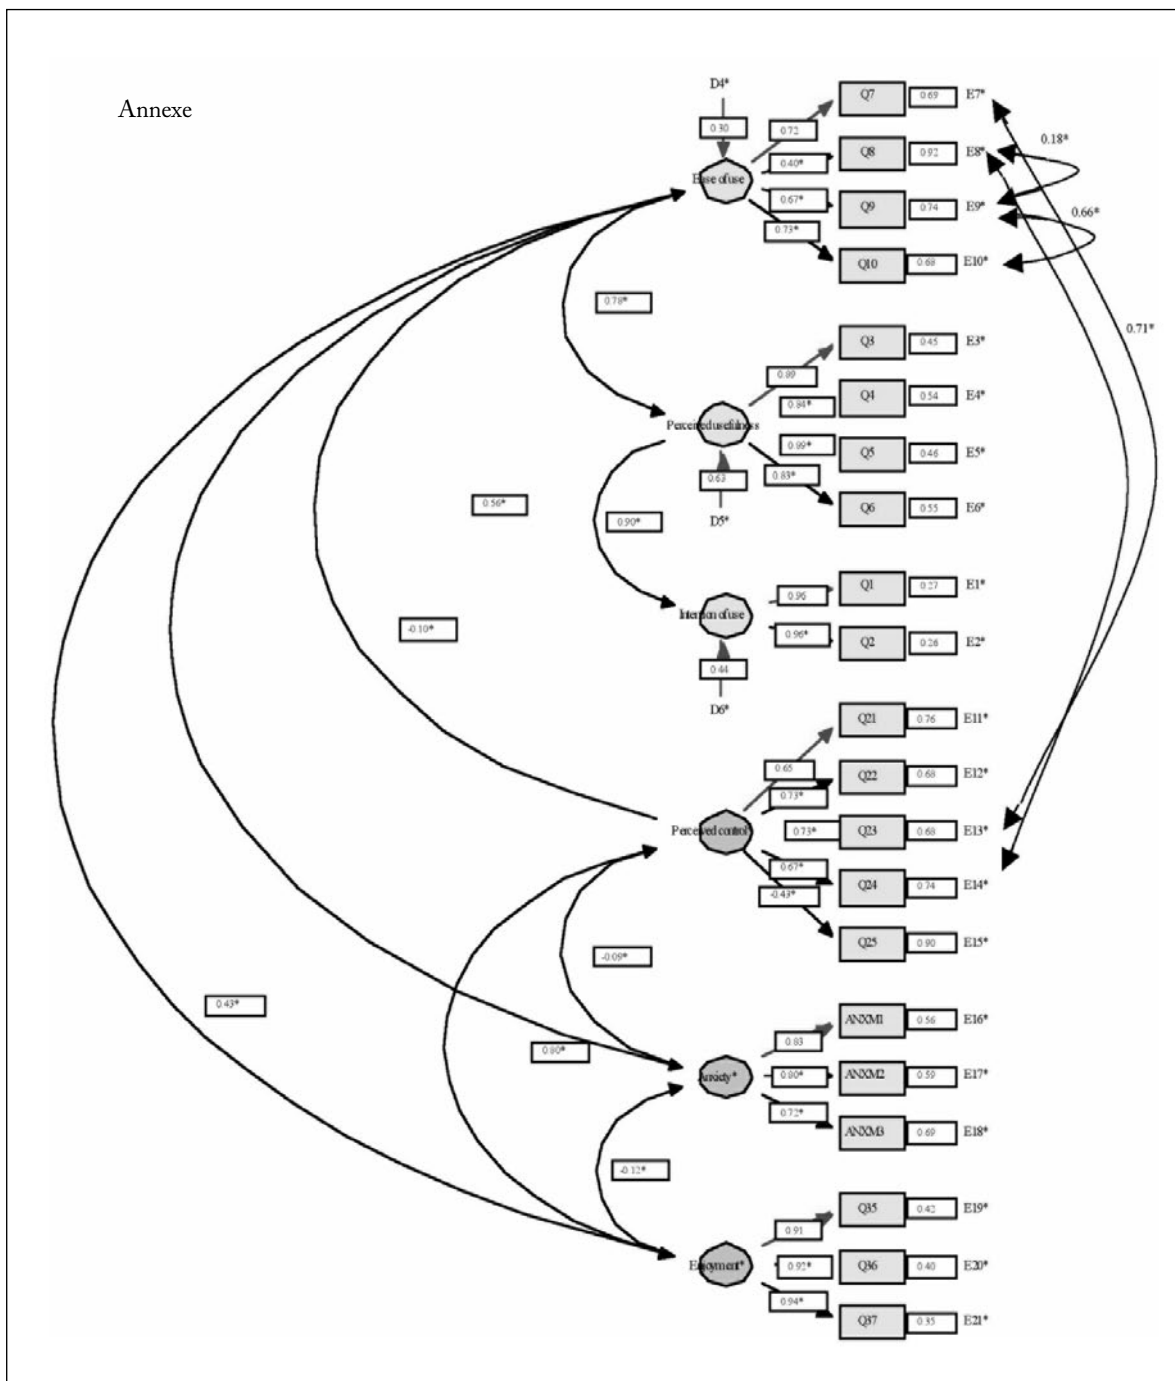 Annexe
D4*
0.30
Ease of use
0.72
Q7
0.69
E7*
0.40*
Q8
0.92
E8*
0.18*
0.67*
Q9
0.74
E9*
0.66*
0.73*
Q10
0.68
E10*
0.78*
0.71*
Q3
0.45
E3*
0.89
0.84*
Q4
0.54
E4*
Perceived usefulness
0.89*
Q5
0.46
E5*
0.63
0.83*
Q6
0.55
E6*
D5*
0.56*
0.90*
Q1
0.27
E1*
0.96
Intention of use
0.96*
Q2
0.26
E2*
-0.10*
0.44
D6*
Q21
0.76
E11*
0.65
Q22
0.68
E12*
0.73*
Perceived control*
0.73*
Q23
0.68
E13*
0.67*
Q24
0.74
E14*
-0.43*
Q25
0.90
E15*
-0.09*
0.43*
ANXM1
0.56
E16*
0.83
0.80*
Anxiety*
0.80*
ANXM2
0.59
E17*
0.72*
ANXM3
0.69
E18*
-0.12*
Q35
0.42
E19*
0.91
Enjoyment*
0.92*
Q36
0.40
E20*
0.94*
Q37
0.35
E21*